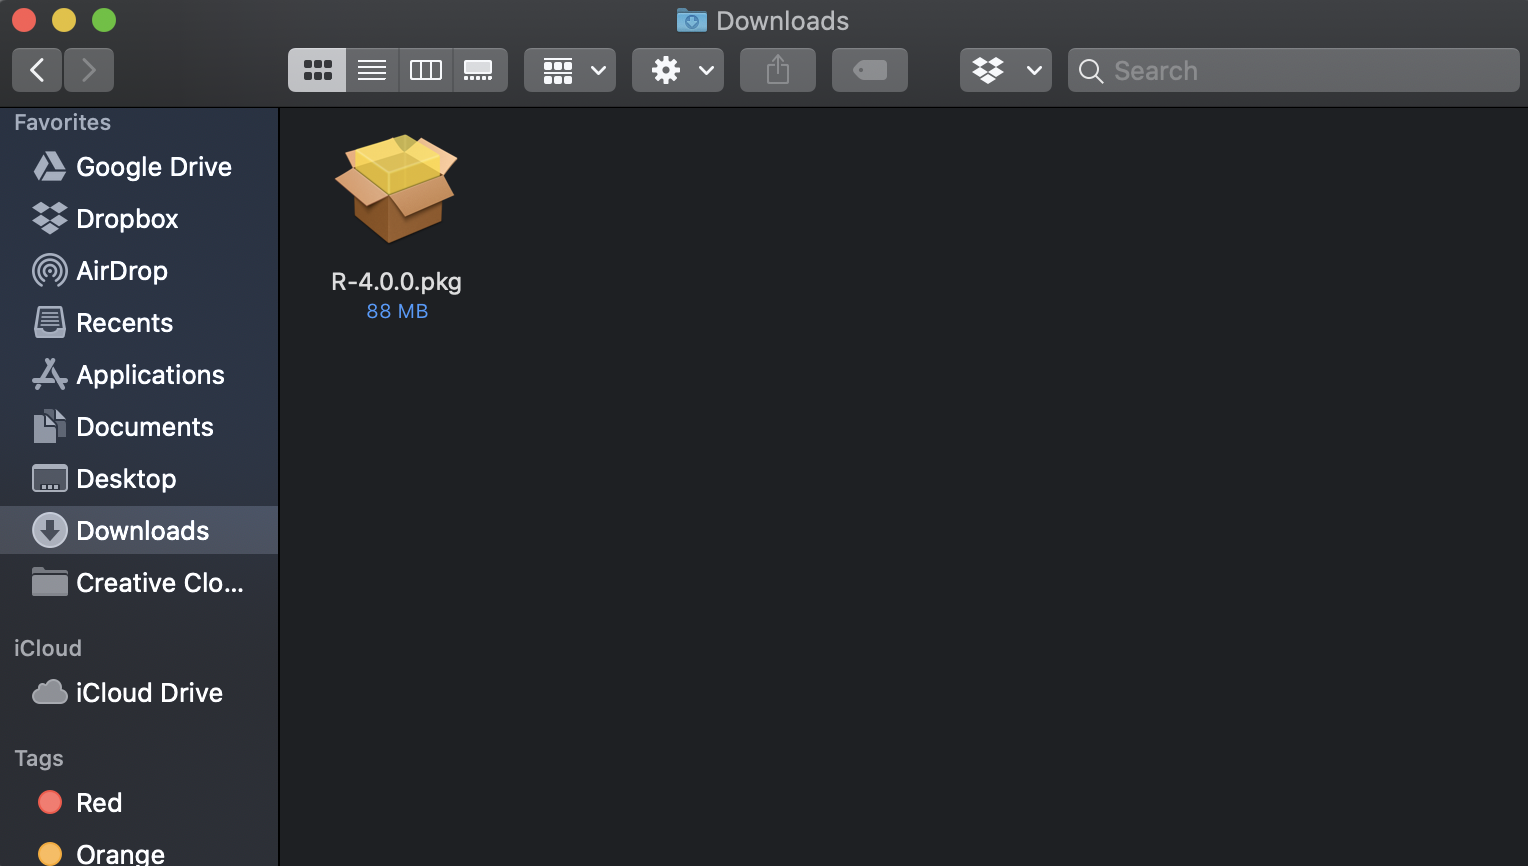 Downloads
Search
Favorites
Google Drive
Dropbox
AirDrop
Recents
Applications
Documents
Desktop
Downloads
Creative Clo...
iCloud
iCloud Drive
Tags
Red
Orange
R-4.0.0.pkg
88 MB